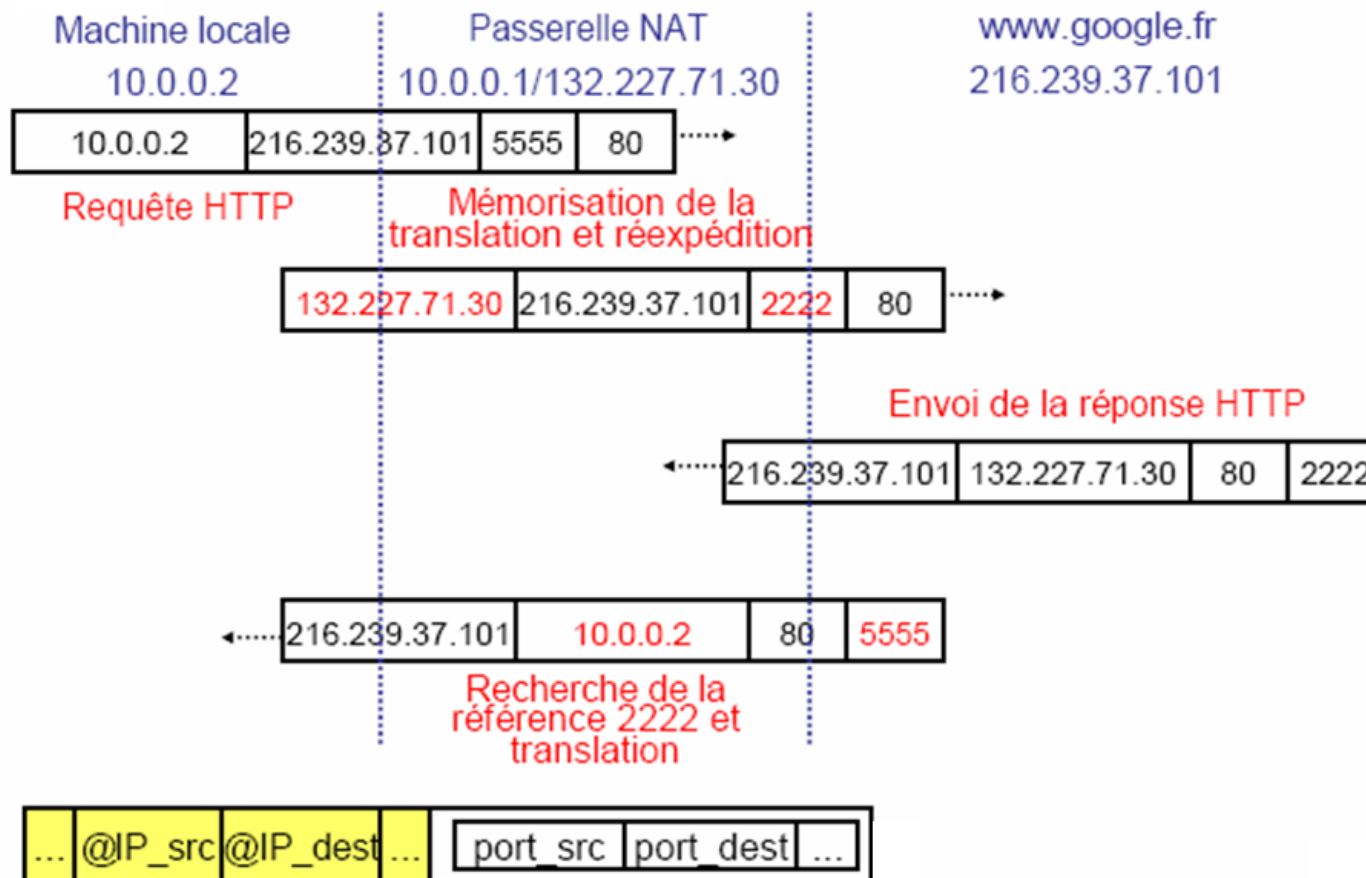 Machine locale
10.0.0.2
Passerelle NAT
10.0.0.1/132.227.71.30
www.google.fr
216.239.37.101
10.0.0.2 216.239.37.101 5555 80
Requête HTTP
Mémorisation de la
translation et réexpédition
132.227.71.30 216.239.37.101 2222 80
Envoi de la réponse HTTP
216.239.37.101 132.227.71.30 80 2222
216.239.37.101 10.0.0.2 80 5555
Recherche de la
référence 2222 et
translation
... @IP_src @IP_dest ... port_src port_dest ...